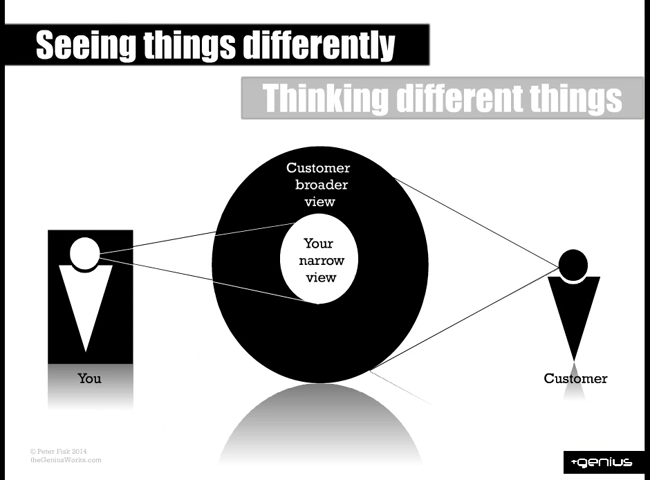 Seeing things differently
Thinking different things
Customer
broader
view
Your
narrow
view
You
Customer
© Peter Fisk 2014
theGeniusWorks.com
+genius